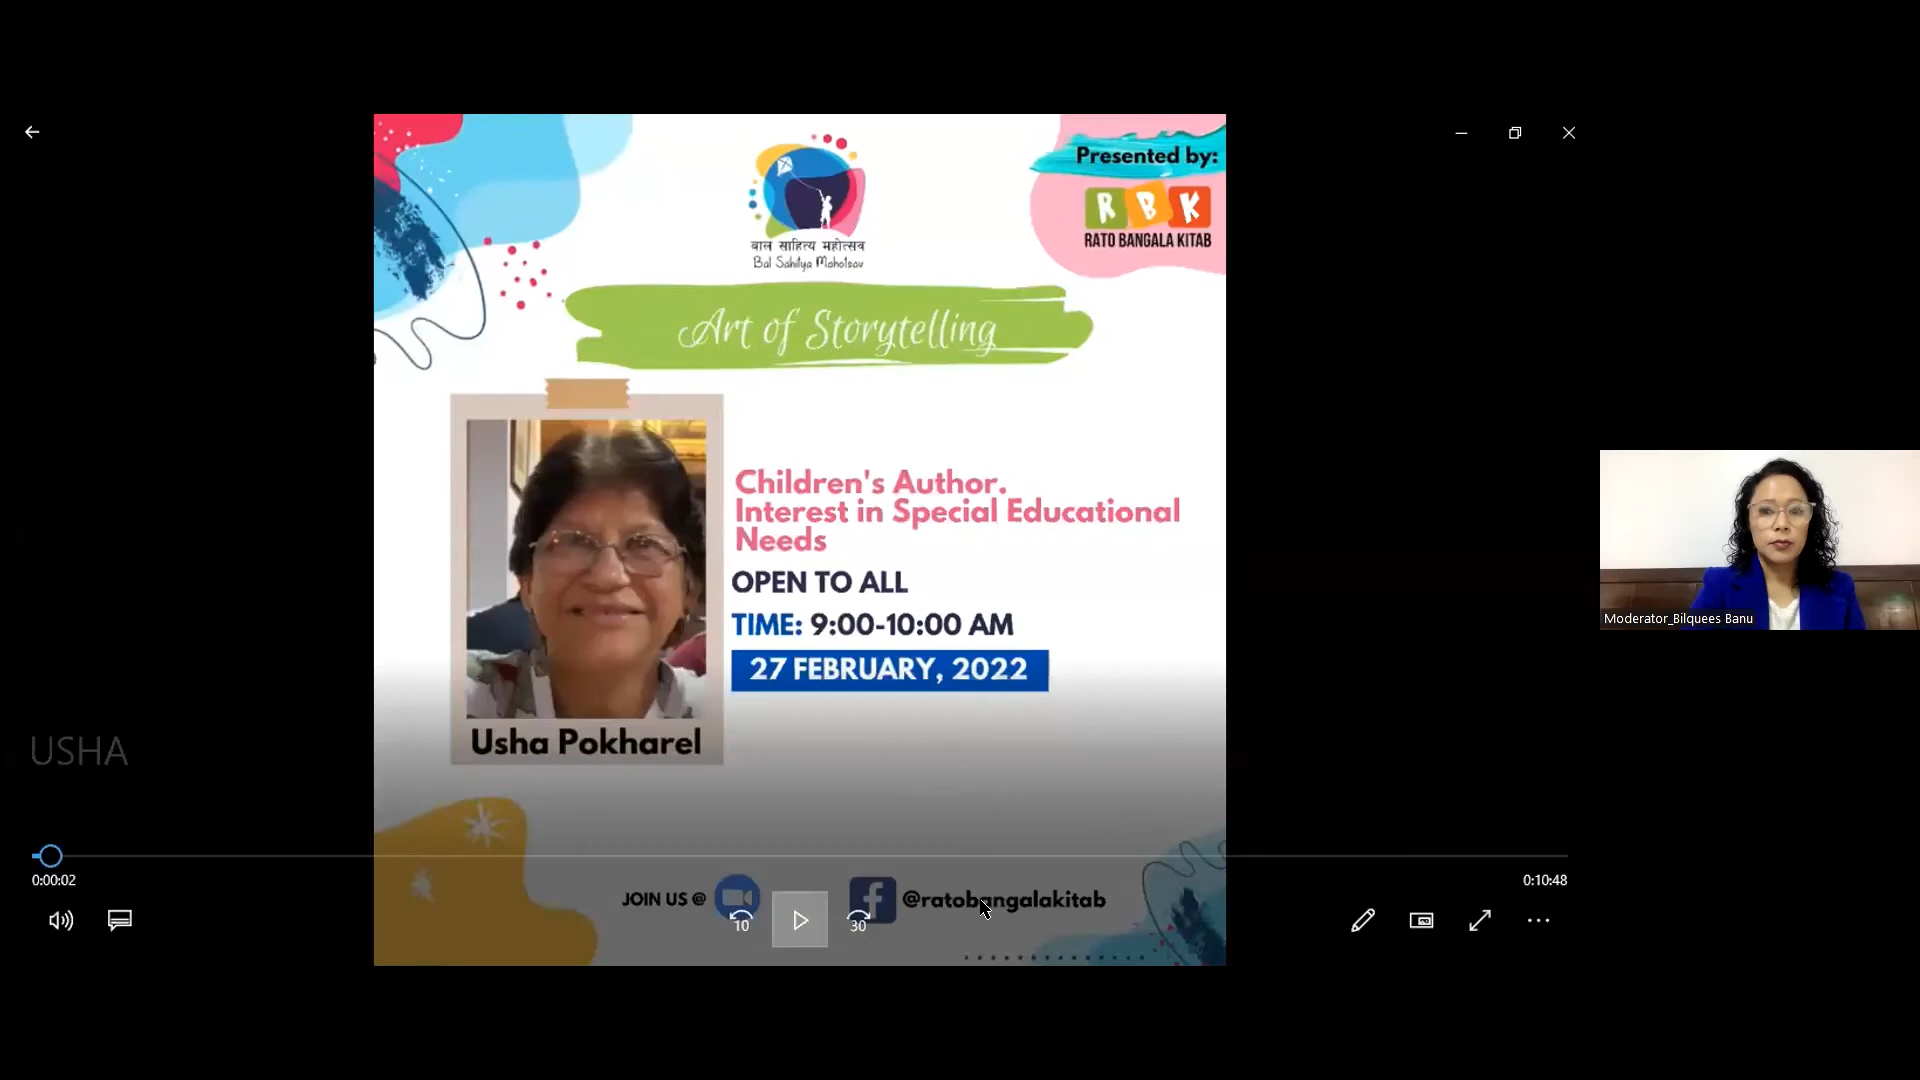 Presented by:
RBK
RATO BANGALA KITAB
बाल साहित्य महोत्सव
Bal Sahitya Mahotsav
Art of Storytelling
Children's Author.
Interest in Special Educational
Needs
OPEN TO ALL
TIME: 9:00-10:00 AM
27 FEBRUARY, 2022
Usha Pokharel
Moderator_Bilquees Banu
USHA
0:00:02
0:10:48
JOIN US @
@ratobangalakitab
10
30